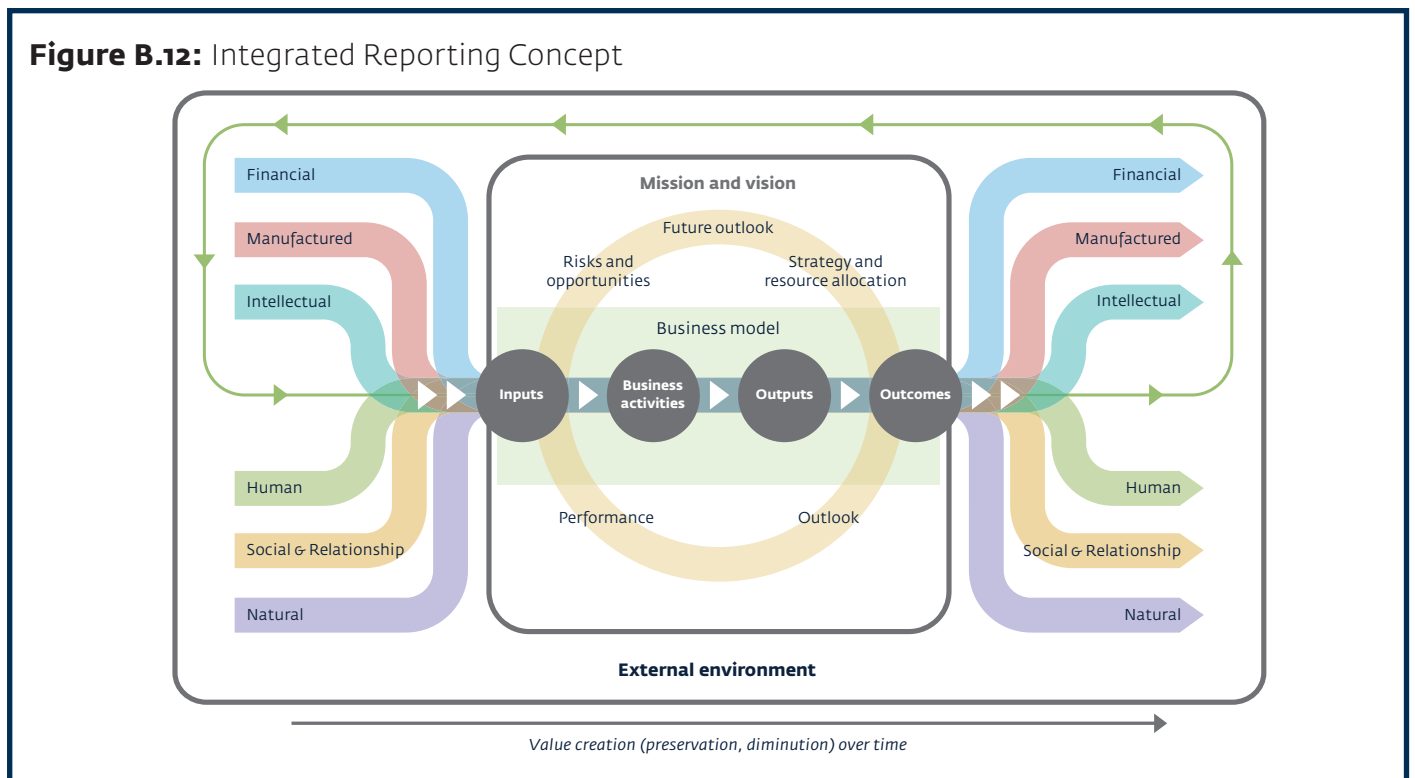 Figure B.12: Integrated Reporting Concept
Financial
Manufactured
Intellectual
Human
Social & Relationship
Natural
Mission and vision
Future outlook
Risks and
opportunities
Strategy and
resource allocation
Business model
Inputs
Business
activities
Outputs
Outcomes
Performance
Outlook
Financial
Manufactured
Intellectual
Human
Social & Relationship
Natural
External environment
Value creation (preservation, diminution) over time